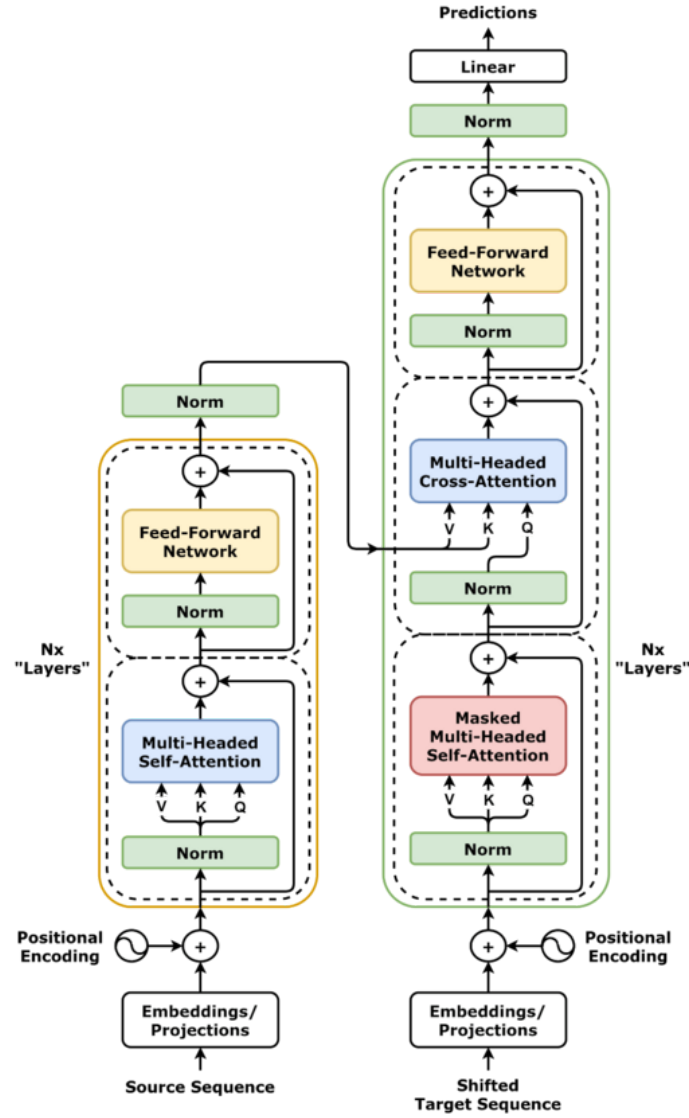 Predictions
Linear
Norm
+
Feed-Forward
Network
Norm
+
Multi-Headed
Cross-Attention
V K Q
Norm
+
Masked
Multi-Headed
Self-Attention
V K Q
Norm
Nx
"Layers"
+
Positional
Encoding
Embeddings/
Projections
Shifted
Target Sequence
Norm
+
Feed-Forward
Network
Norm
Nx
"Layers"
+
Multi-Headed
Self-Attention
V K Q
Norm
Positional
Encoding
+
Embeddings/
Projections
Source Sequence